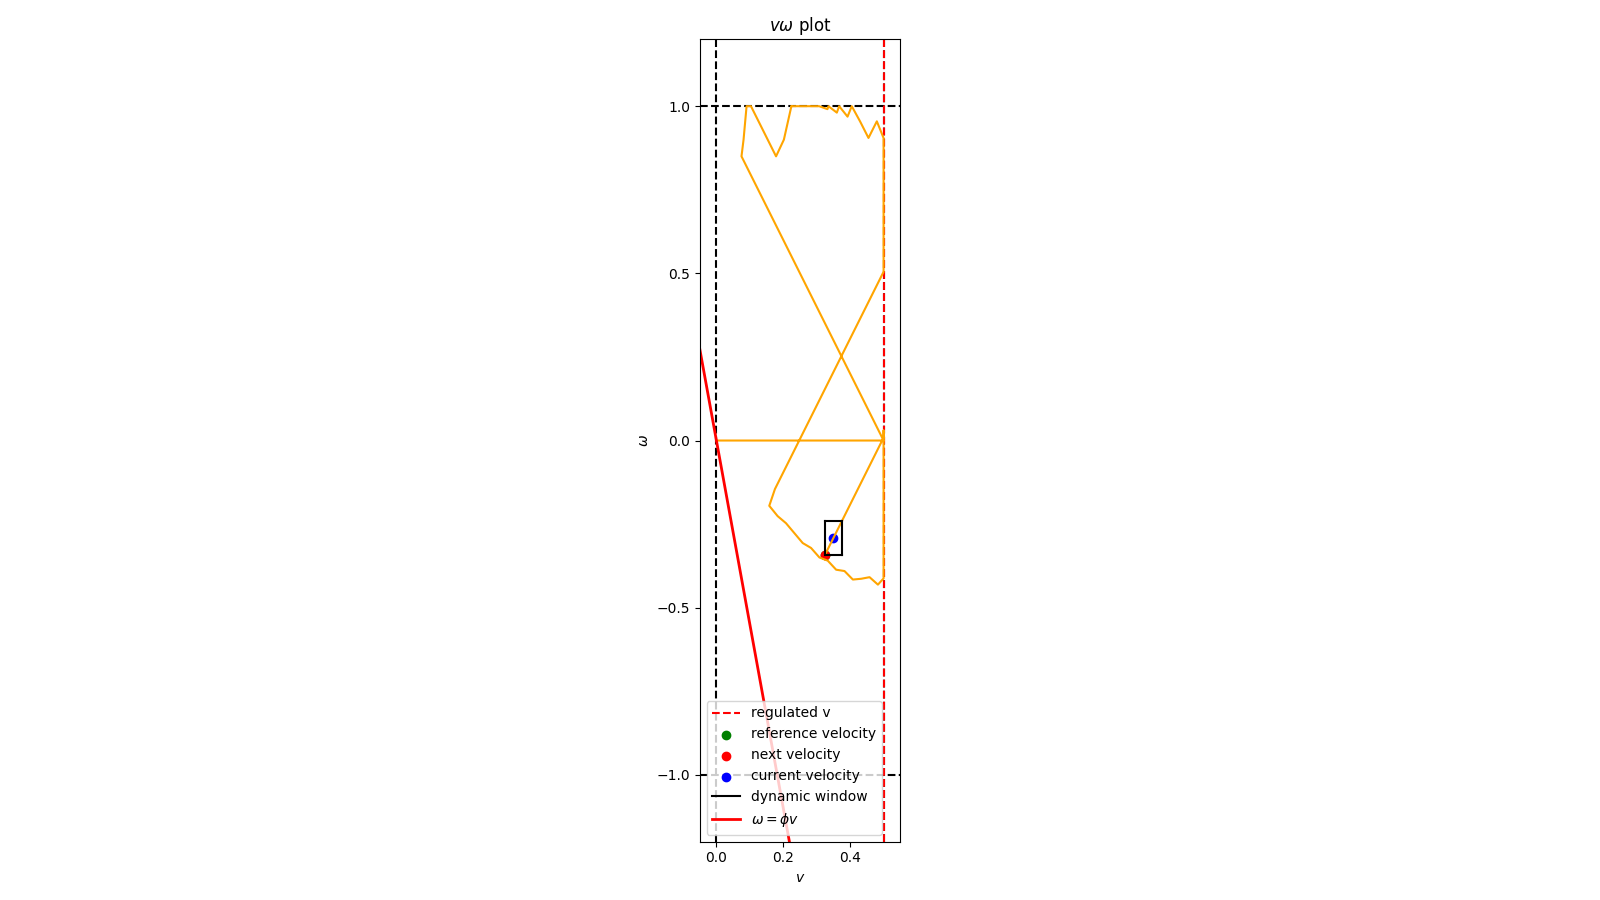 vω plot
1.0
0.5
0.0
−0.5
−1.0
ω
regulated v
reference velocity
next velocity
current velocity
dynamic window
ω = ϕv
0.0 0.2 0.4
v